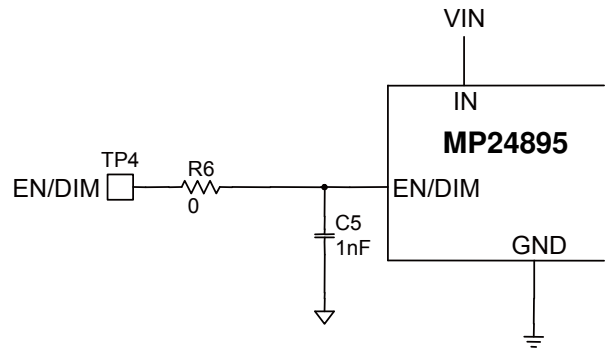 VIN
IN
MP24895
TP4
R6
EN/DIM
EN/DIM
0
C5
1nF
GND